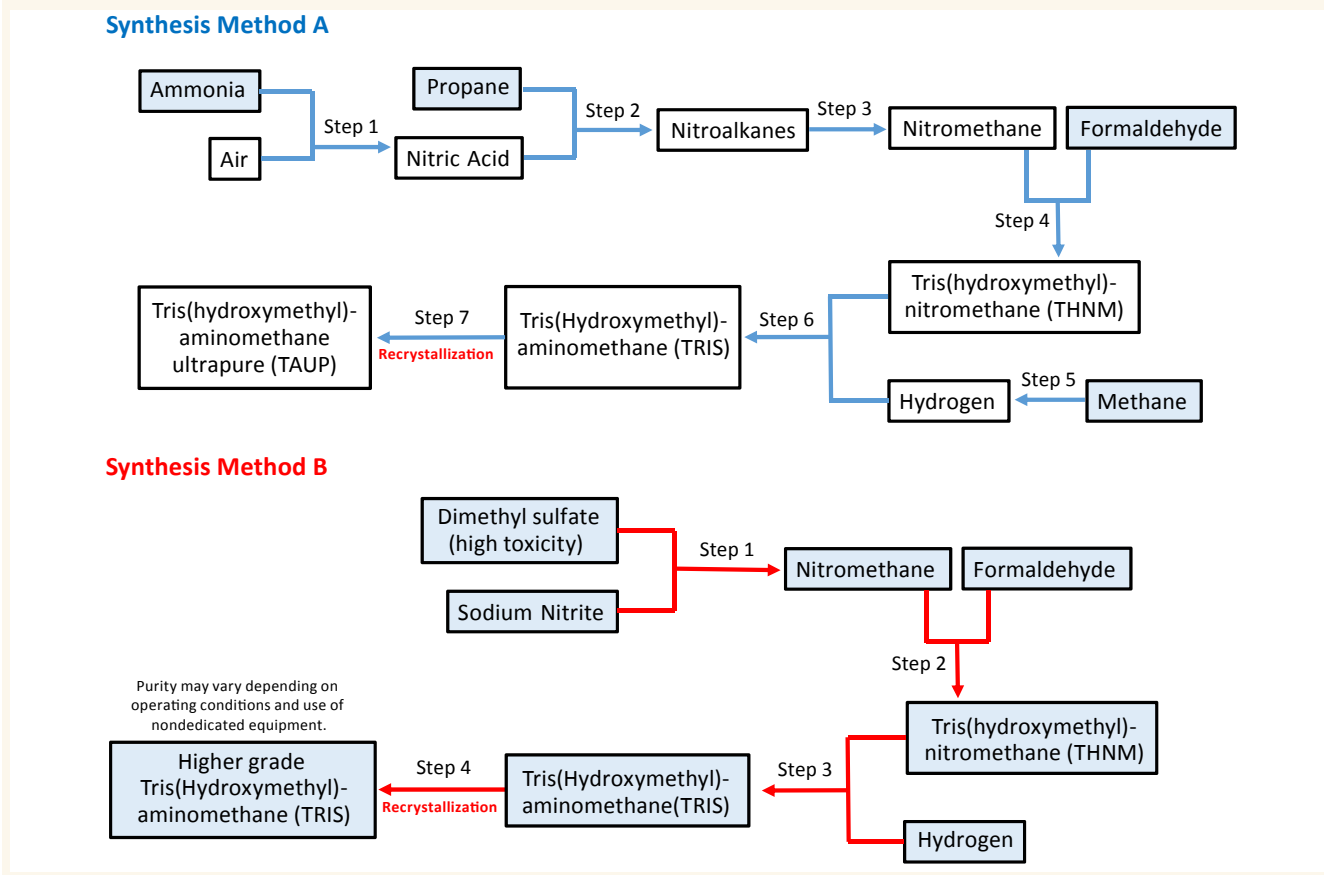 Synthesis Method A
Ammonia
Air
Step 1
Nitric Acid
Propane
Step 2
Nitroalkanes
Step 3
Nitromethane
Formaldehyde
Step 4
Tris(hydroxymethyl)-
nitromethane (THNM)
Methane
Step 5
Hydrogen
Step 6
Tris(Hydroxymethyl)-
aminomethane (TRIS)
Step 7
Recrystallization
Tris(hydroxymethyl)-
aminomethane
ultrapure (TAUP)
Synthesis Method B
Dimethyl sulfate
(high toxicity)
Sodium Nitrite
Step 1
Nitromethane
Formaldehyde
Step 2
Tris(hydroxymethyl)-
nitromethane (THNM)
Hydrogen
Step 3
Tris(Hydroxymethyl)-
aminomethane(TRIS)
Step 4
Recrystallization
Purity may vary depending on
operating conditions and use of
nondedicated equipment.
Higher grade
Tris(Hydroxymethyl)-
aminomethane (TRIS)